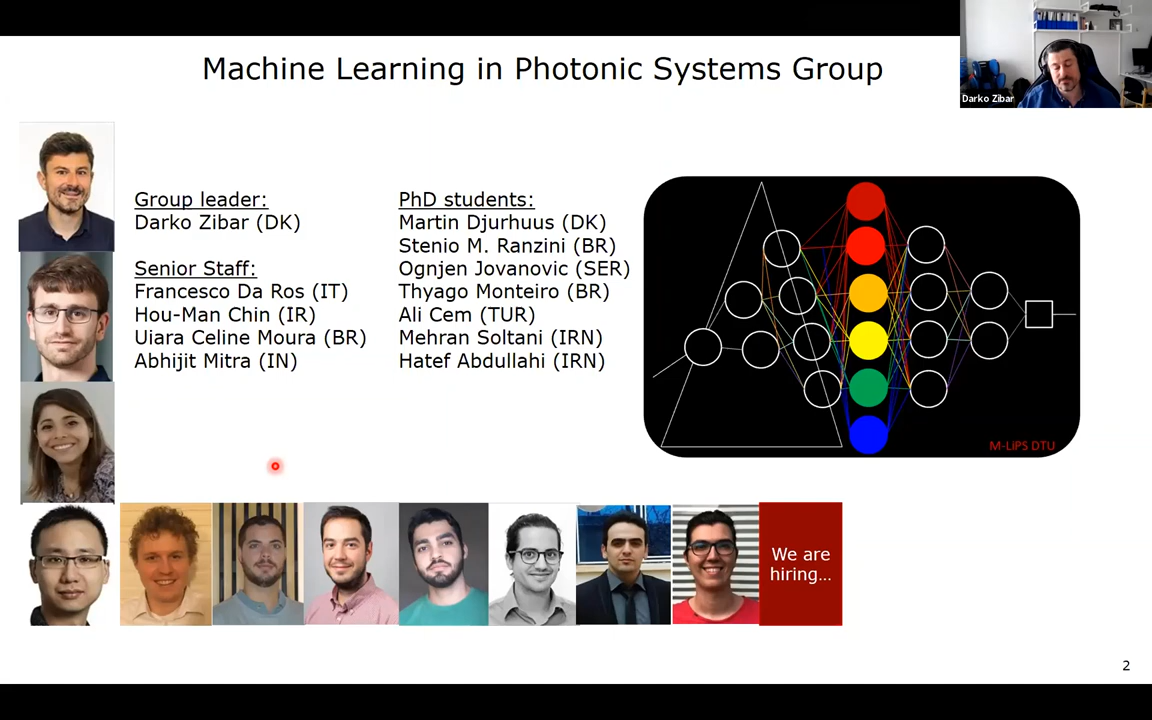 Machine Learning in Photonic Systems Group
Darko Zibar
Group leader:
Darko Zibar (DK)
Senior Staff:
Francesco Da Ros (IT)
Hou-Man Chin (IR)
Uiara Celine Moura (BR)
Abhijit Mitra (IN)
PhD students:
Martin Djurhuus (DK)
Stenio M. Ranzini (BR)
Ognjen Jovanovic (SER)
Thyago Monteiro (BR)
Ali Cem (TUR)
Mehran Soltani (IRN)
Hatef Abdullahi (IRN)
M-LiPS DTU
We are
hiring...
2